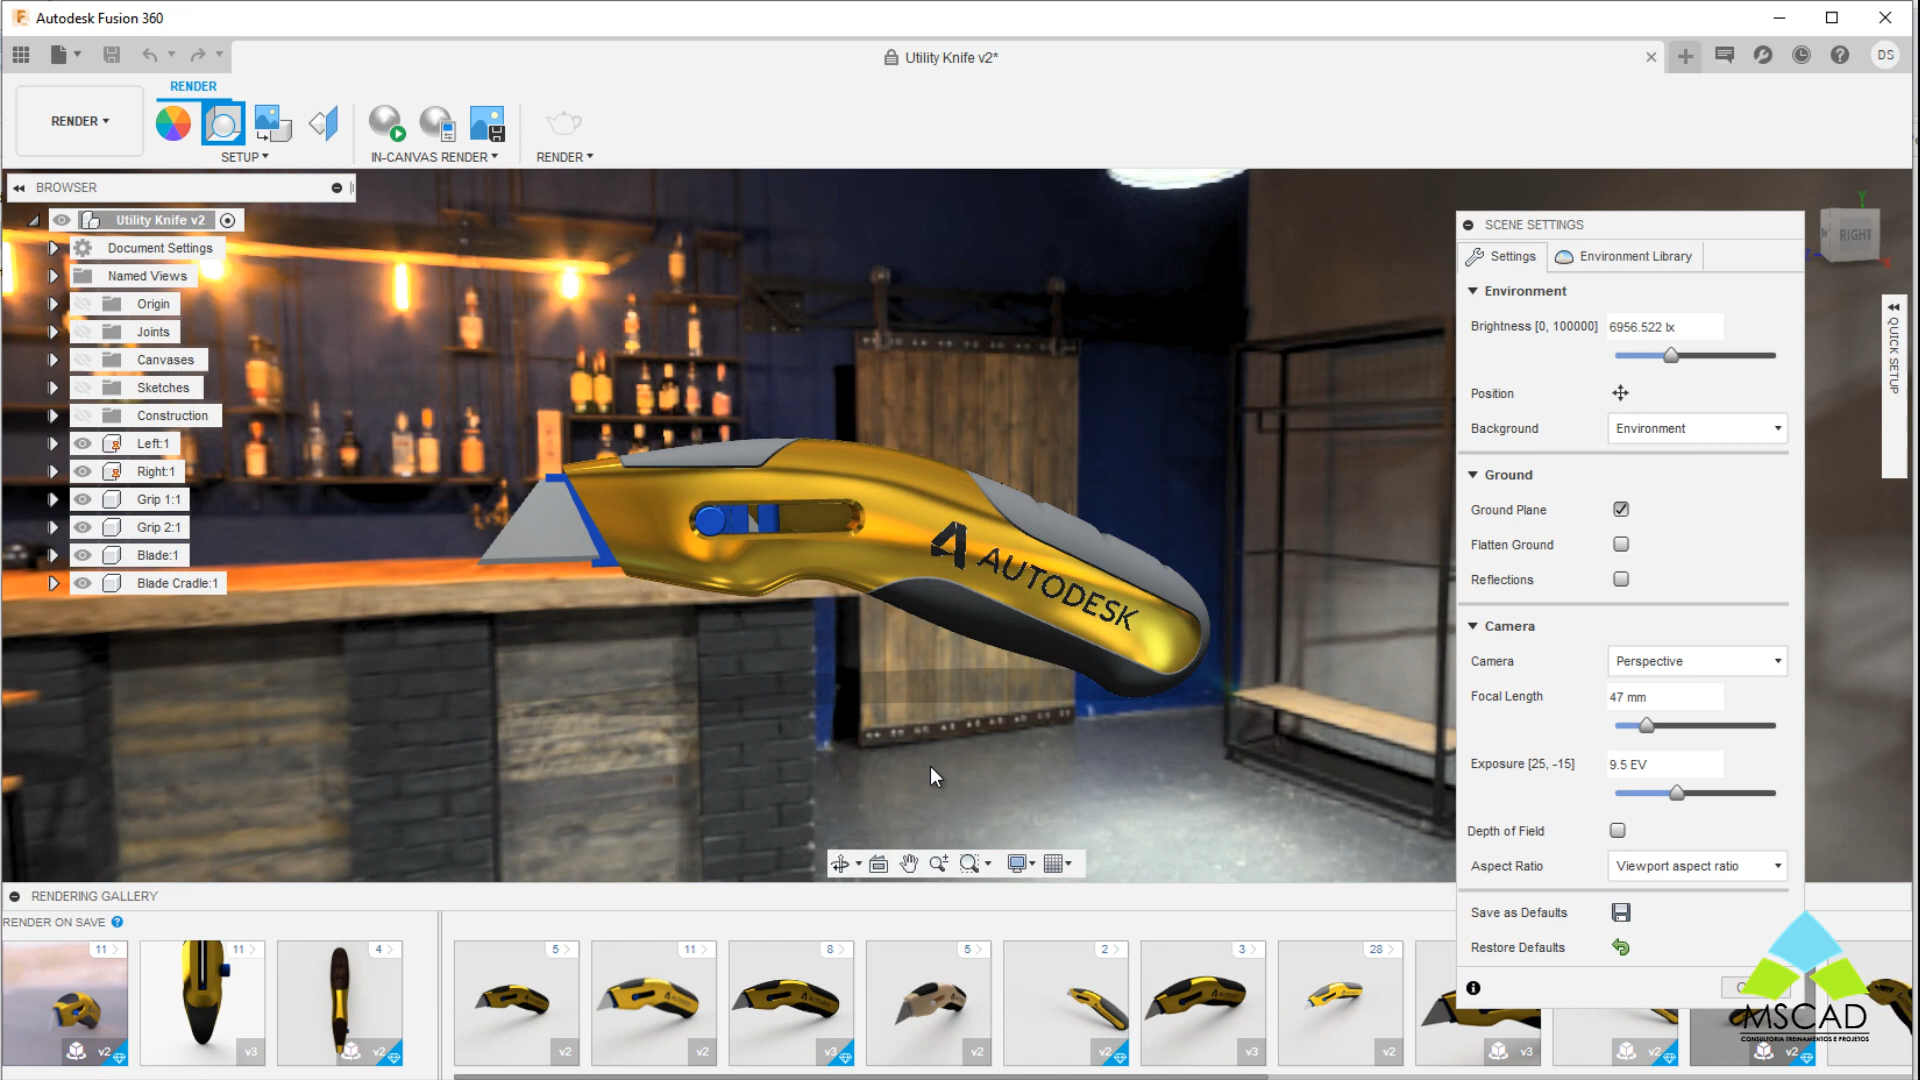 Autodesk Fusion 360
Utility Knife v2*
DS
RENDER
RENDER
SETUP
IN-CANVAS RENDER
RENDER
BROWSER
Utility Knife v2
Document Settings
Named Views
Origin
Joints
Canvases
Sketches
Construction
Left:1
Right:1
Grip 1:1
Grip 2:1
Blade:1
Blade Cradle:1
AUTODESK
Y
RIGHT
QUICK SETUP
SCENE SETTINGS
Settings
Environment Library
Environment
Brightness [0, 100000] 6956.522 lx
Position
Background Environment
Ground
Ground Plane
Flatten Ground
Reflections
Camera
Camera Perspective
Focal Length 47 mm
Exposure [25, -15] 9.5 EV
Depth of Field
Aspect Ratio Viewport aspect ratio
Save as Defaults
Restore Defaults
RENDERING GALLERY
RENDER ON SAVE
11 11 4 5 11 8 5 2 3 28
v2 v3 v2 v2 v2 v3 v2 v2 v3 v2 v3 v2 v2
MSCAD
CONSULTORIA TREINAMENTOS E PROJETOS